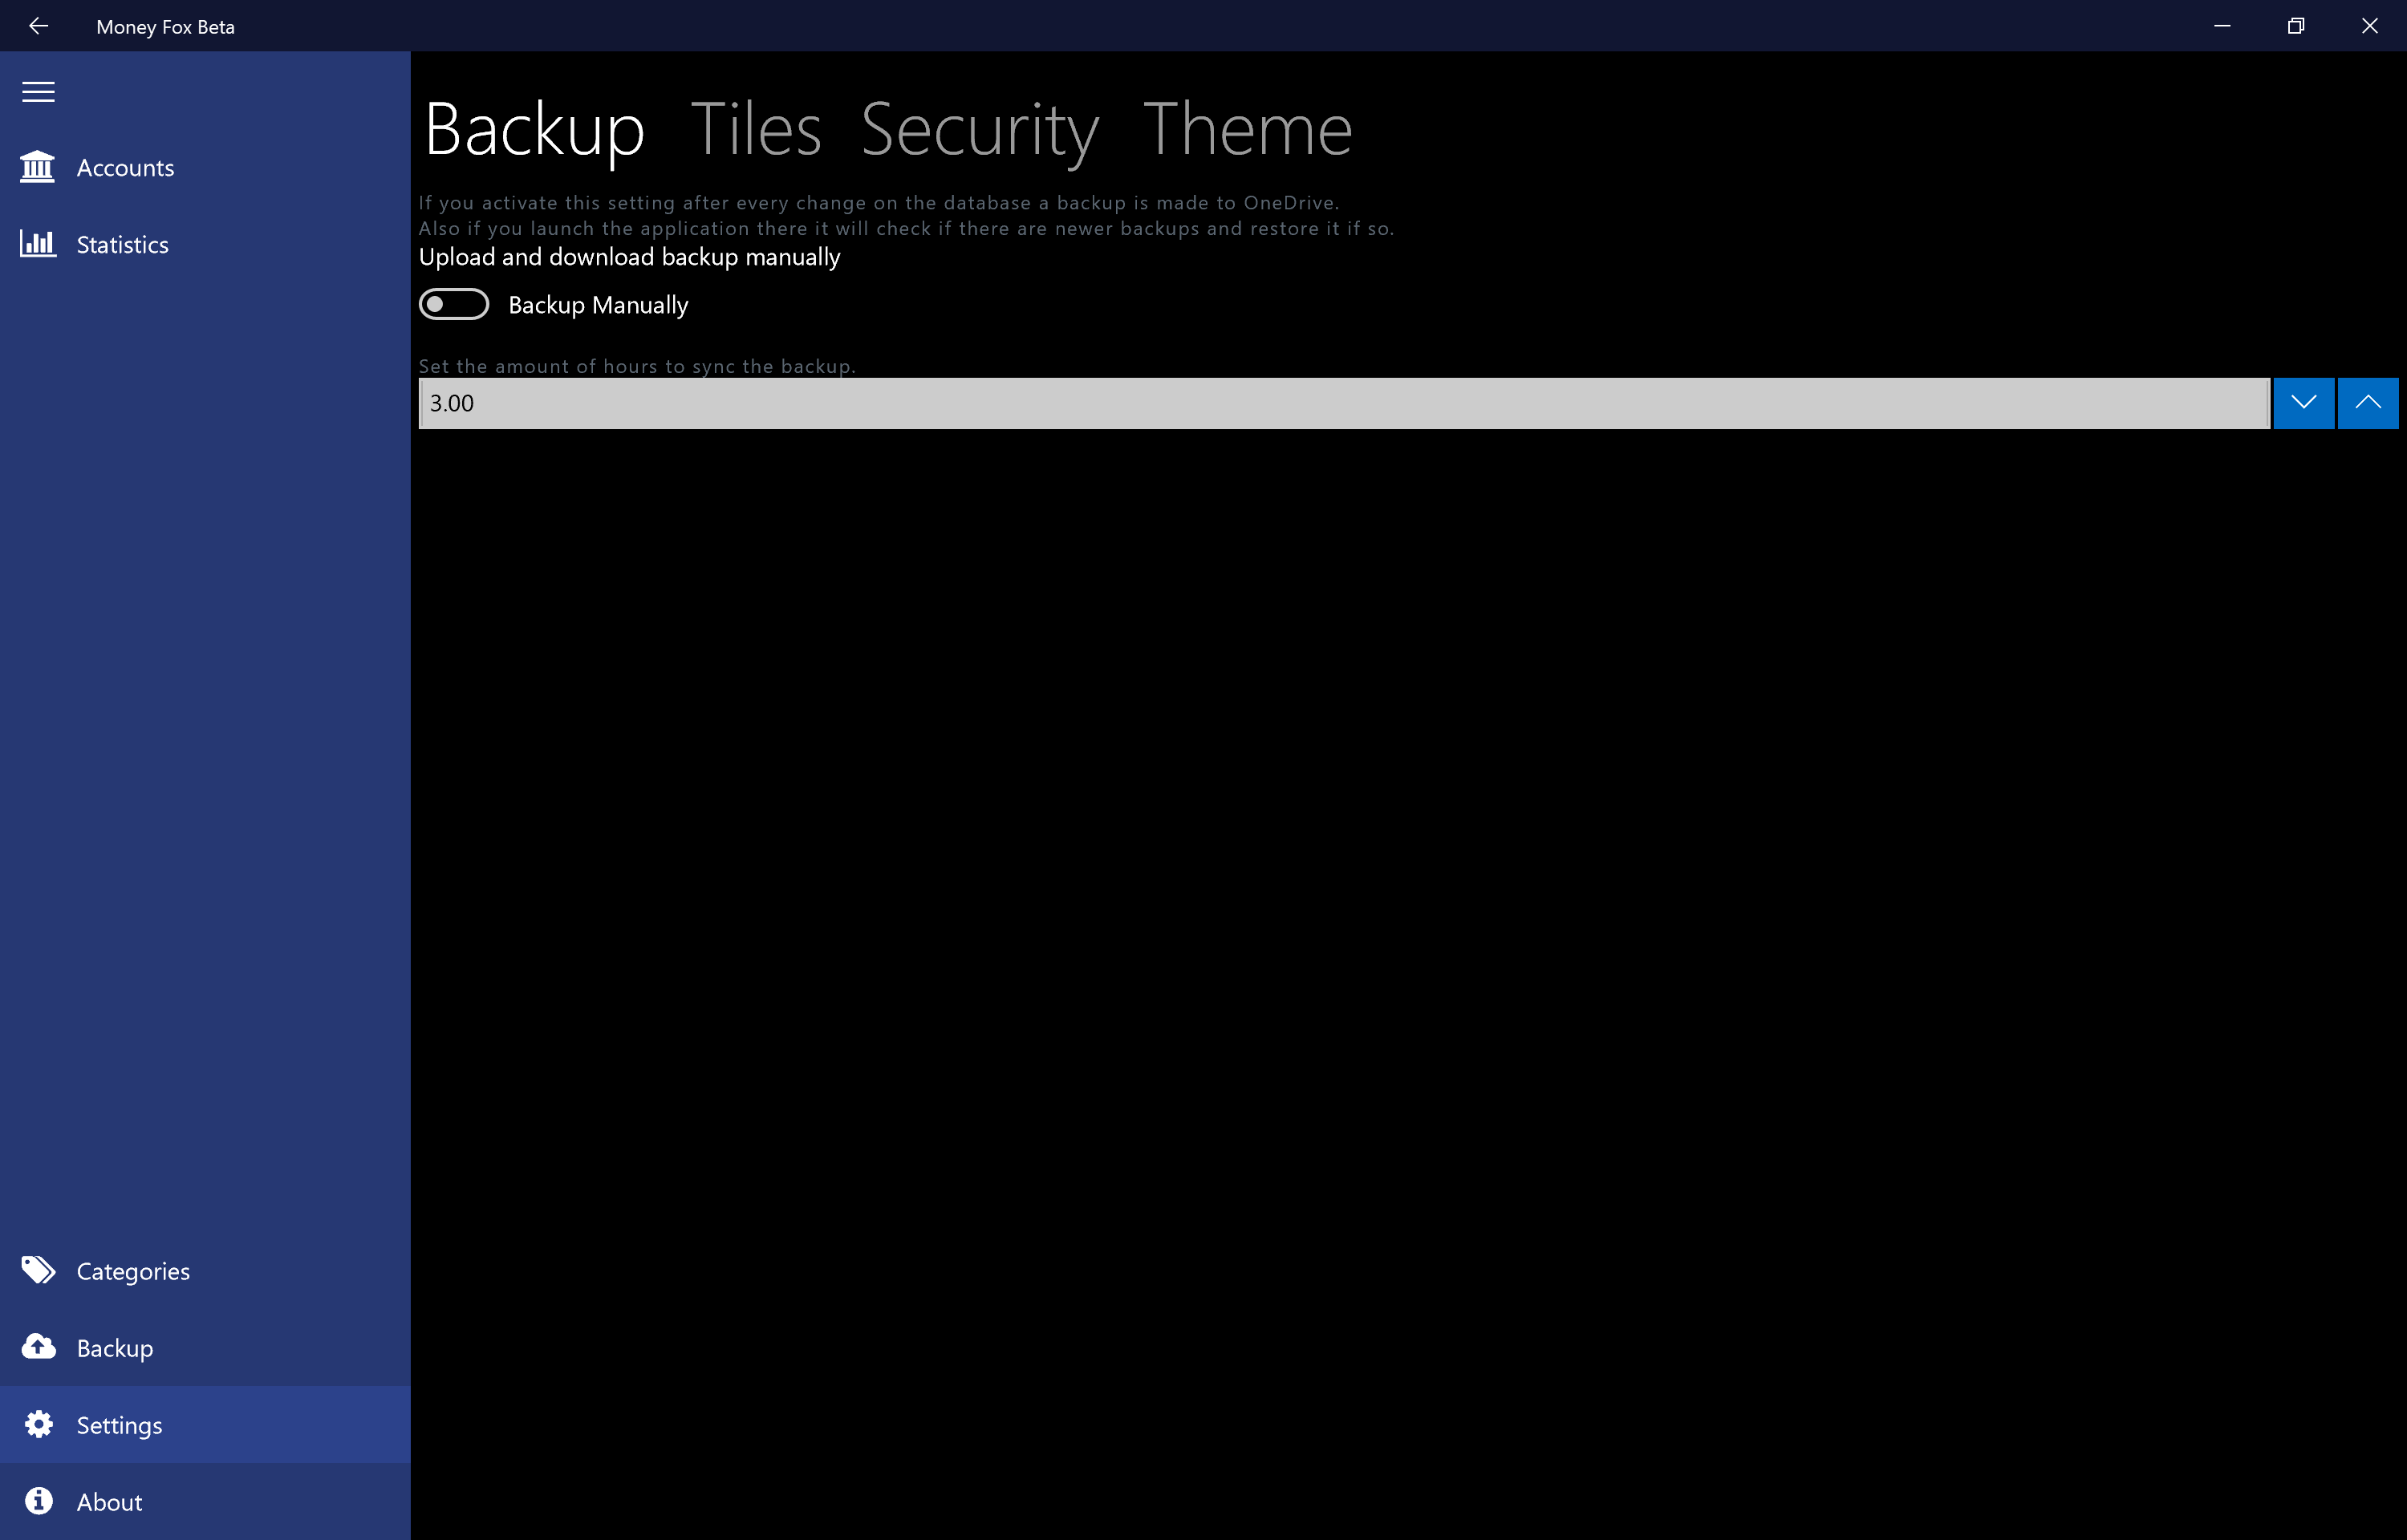 Money Fox Beta
Accounts
Statistics
Categories
Backup
Settings
About
Backup Tiles Security Theme
If you activate this setting after every change on the database a backup is made to OneDrive.
Also if you launch the application there it will check if there are newer backups and restore it if so.
Upload and download backup manually
Backup Manually
Set the amount of hours to sync the backup.
3.00